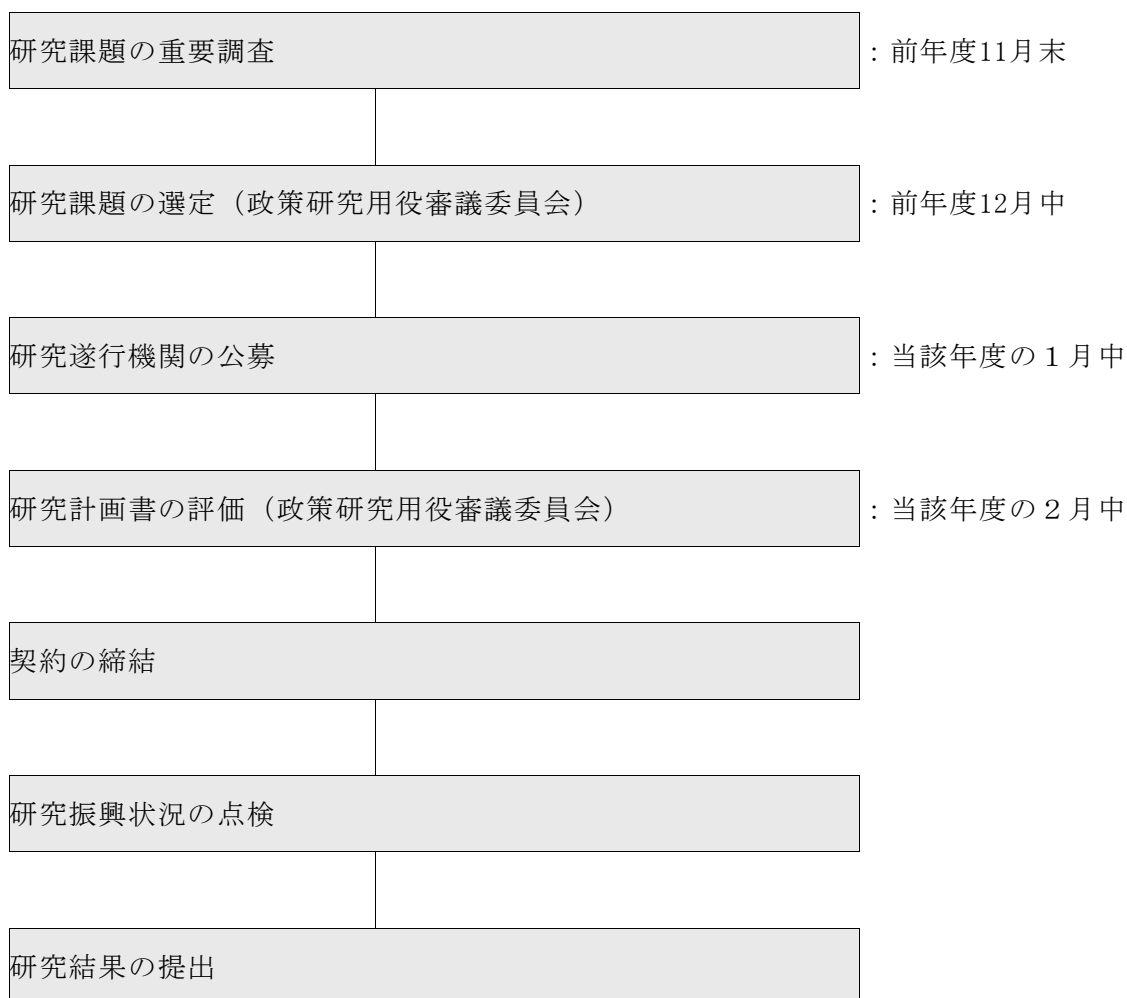 研究課題の重要調査 : 前年度11月末
研究課題の選定（政策研究用役審議委員会） : 前年度12月中
研究遂行機関の公募 : 当該年度の１月中
研究計画書の評価（政策研究用役審議委員会） : 当該年度の２月中
契約の締結
研究振興状況の点検
研究結果の提出